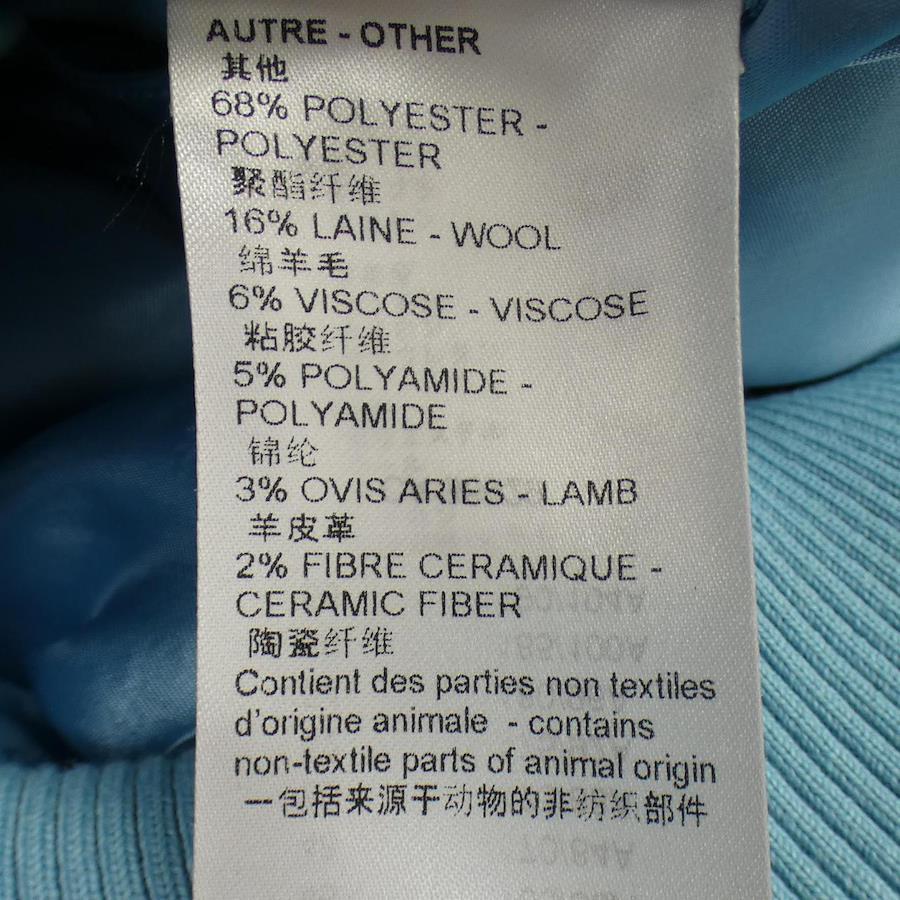 AUTRE - OTHER
其他
68% POLYESTER -
POLYESTER
聚酯纤维
16% LAINE - WOOL
绵羊毛
6% VISCOSE - VISCOSE
粘胶纤维
5% POLYAMIDE -
POLYAMIDE
锦纶
3% OVIS ARIES - LAMB
羊皮革
2% FIBRE CERAMIQUE -
CERAMIC FIBER
陶瓷纤维
Contient des parties non textiles
d'origine animale - contains
non-textile parts of animal origin
一包括来源于动物的非纺织部件